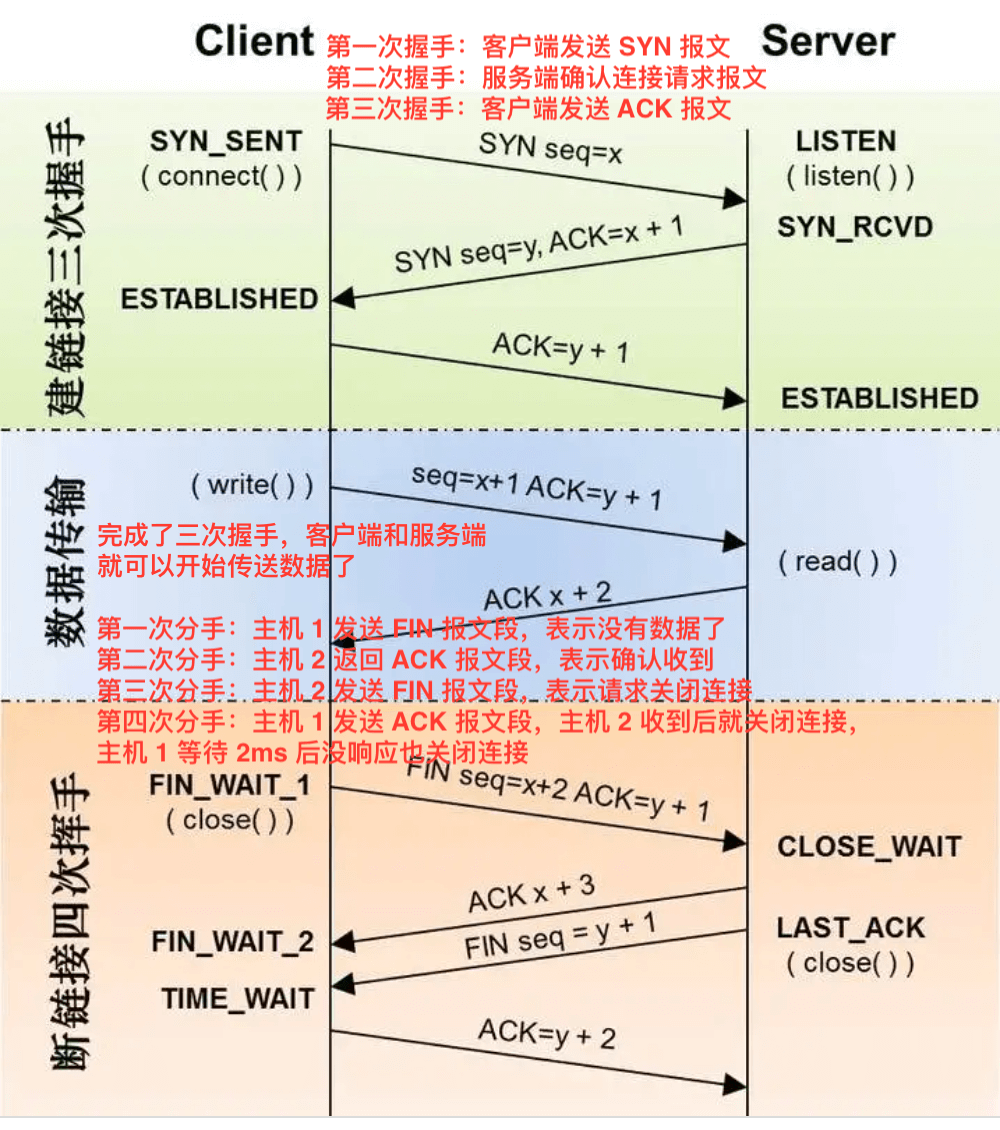 Client
Server
第一次握手：客户端发送 SYN 报文
第二次握手：服务端确认连接请求报文
第三次握手：客户端发送 ACK 报文
建链接三次握手
SYN_SENT
( connect( ) )
SYN seq=x
LISTEN
( listen( ) )
SYN_RCVD
SYN seq=y, ACK=x + 1
ESTABLISHED
ACK=y + 1
ESTABLISHED
数据传输
( write( ) )
seq=x+1 ACK=y + 1
完成了三次握手，客户端和服务端
就可以开始传送数据了
( read( ) )
ACK x + 2
第一次分手：主机 1 发送 FIN 报文段，表示没有数据了
第二次分手：主机 2 返回 ACK 报文段，表示确认收到
第三次分手：主机 2 发送 FIN 报文段，表示请求关闭连接
第四次分手：主机 1 发送 ACK 报文段，主机 2 收到后就关闭连接，
主机 1 等待 2ms 后没响应也关闭连接
断链接四次挥手
FIN_WAIT_1
( close( ) )
FIN seq=x+2 ACK=y + 1
CLOSE_WAIT
ACK x + 3
FIN_WAIT_2
FIN seq = y + 1
LAST_ACK
( close( ) )
TIME_WAIT
ACK=y + 2